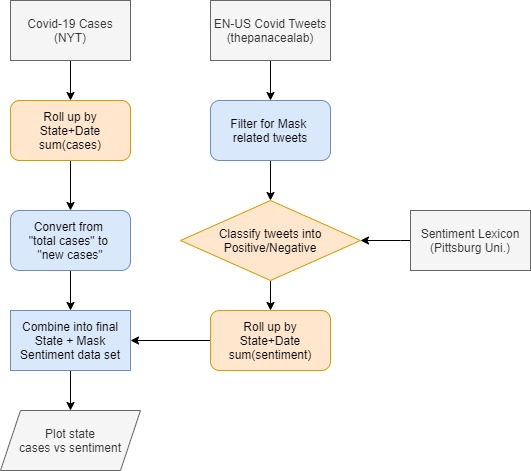 Covid-19 Cases
(NYT)
EN-US Covid Tweets
(thepanacealab)
Roll up by
State+Date
sum(cases)
Filter for Mask
related tweets
Convert from
"total cases" to
"new cases"
Classify tweets into
Positive/Negative
Sentiment Lexicon
(Pittsburg Uni.)
Combine into final
State + Mask
Sentiment data set
Roll up by
State+Date
sum(sentiment)
Plot state
cases vs sentiment